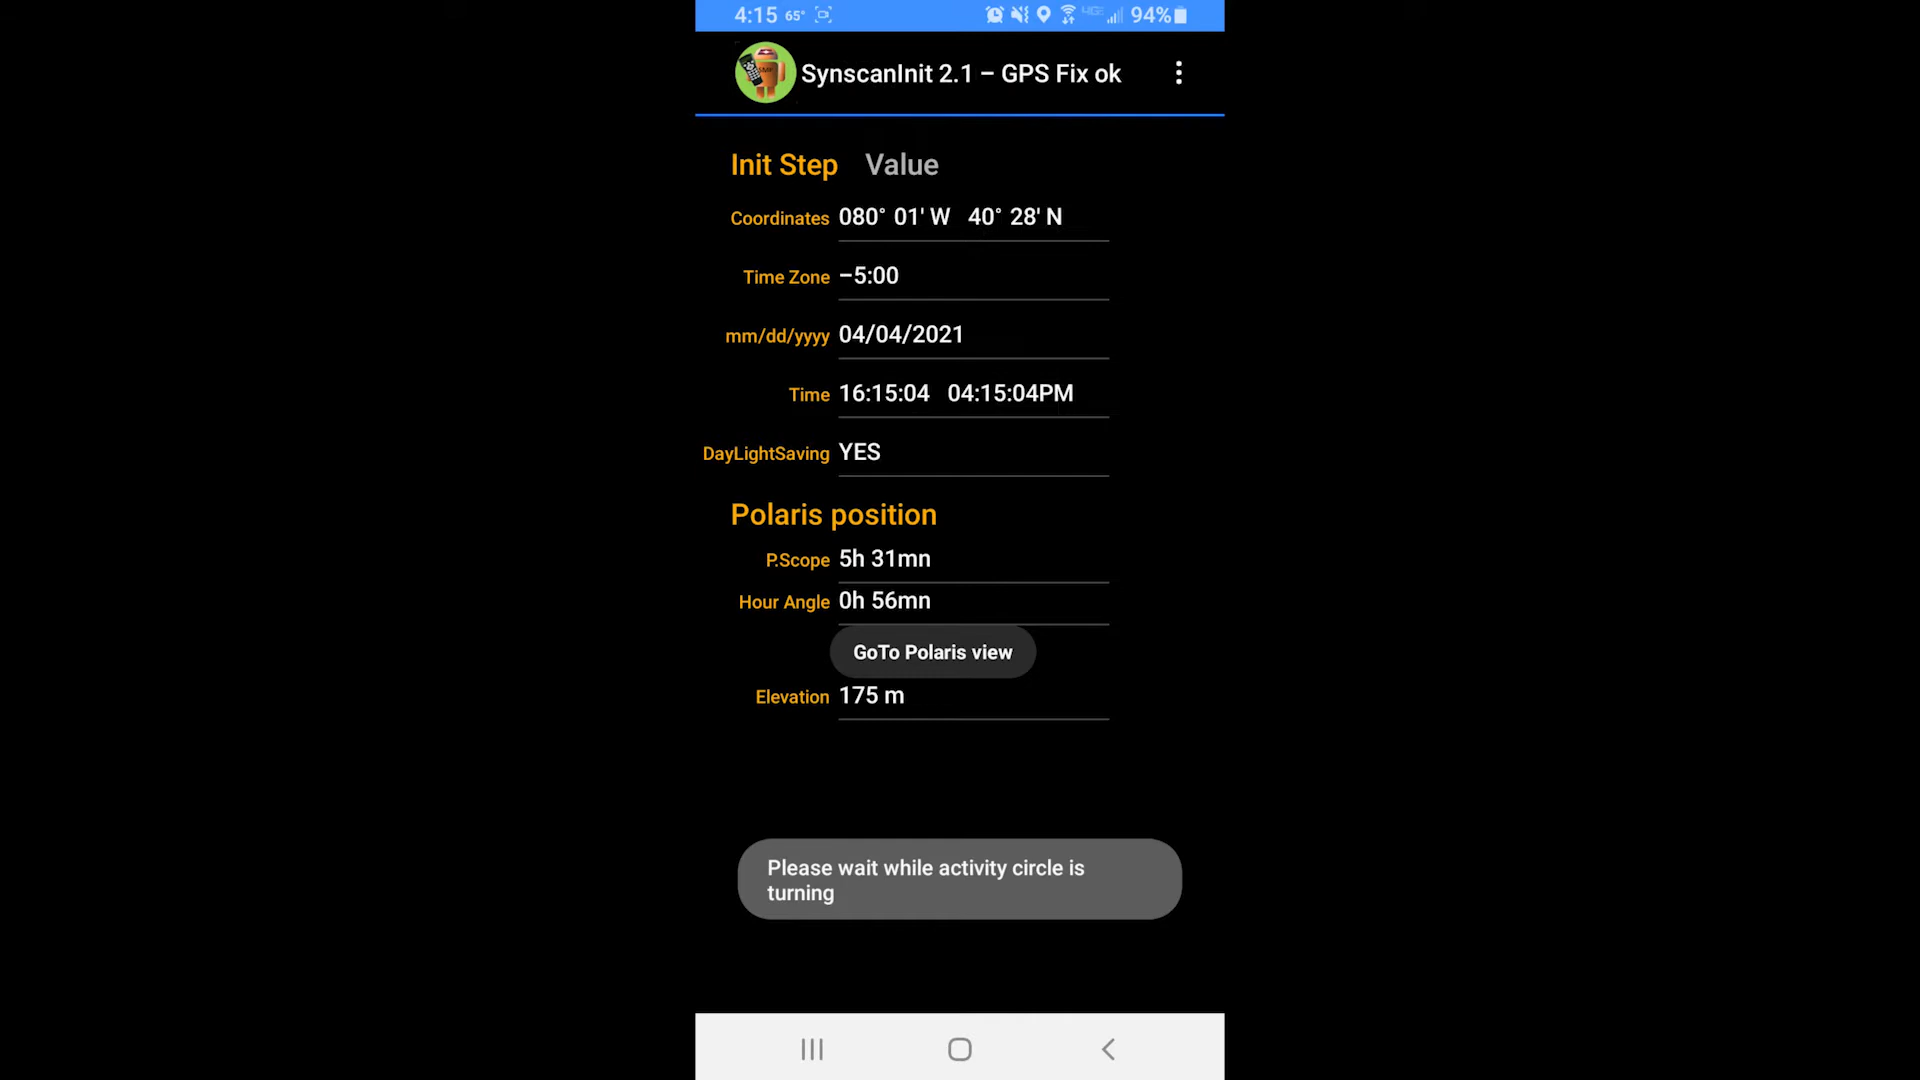 4:15 65° 94%
SynscanInit 2.1 – GPS Fix ok
Init Step Value
Coordinates 080° 01' W 40° 28' N
Time Zone −5:00
mm/dd/yyyy 04/04/2021
Time 16:15:04 04:15:04PM
DayLightSaving YES
Polaris position
P.Scope 5h 31mn
Hour Angle 0h 56mn
GoTo Polaris view
Elevation 175 m
Please wait while activity circle is
turning